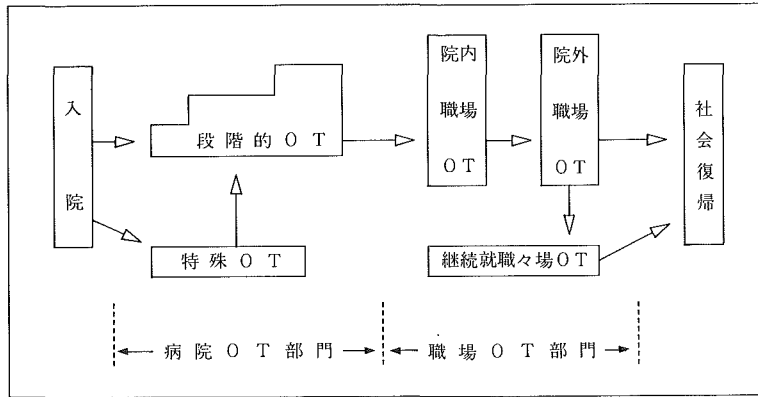 入院
段階的OT
特殊OT
院内職場OT
院外職場OT
継続就職々場OT
社会復帰
病院OT部門
職場OT部門